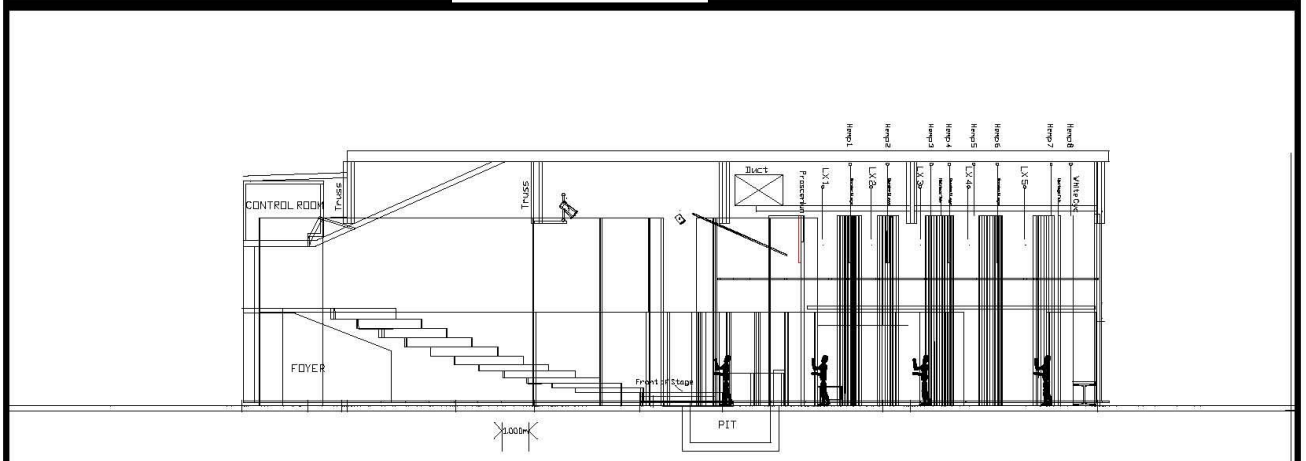 Hemp1
Hemp2
Hemp3
Hemp4
Hemp5
Hemp6
Hemp7
Hemp8
Duct
Proscenium
LX1
LX2
LX3
LX4
LX5
White Cyc
Truss
Truss
CONTROL ROOM
FOYER
Front of Stage
PIT
1.000m